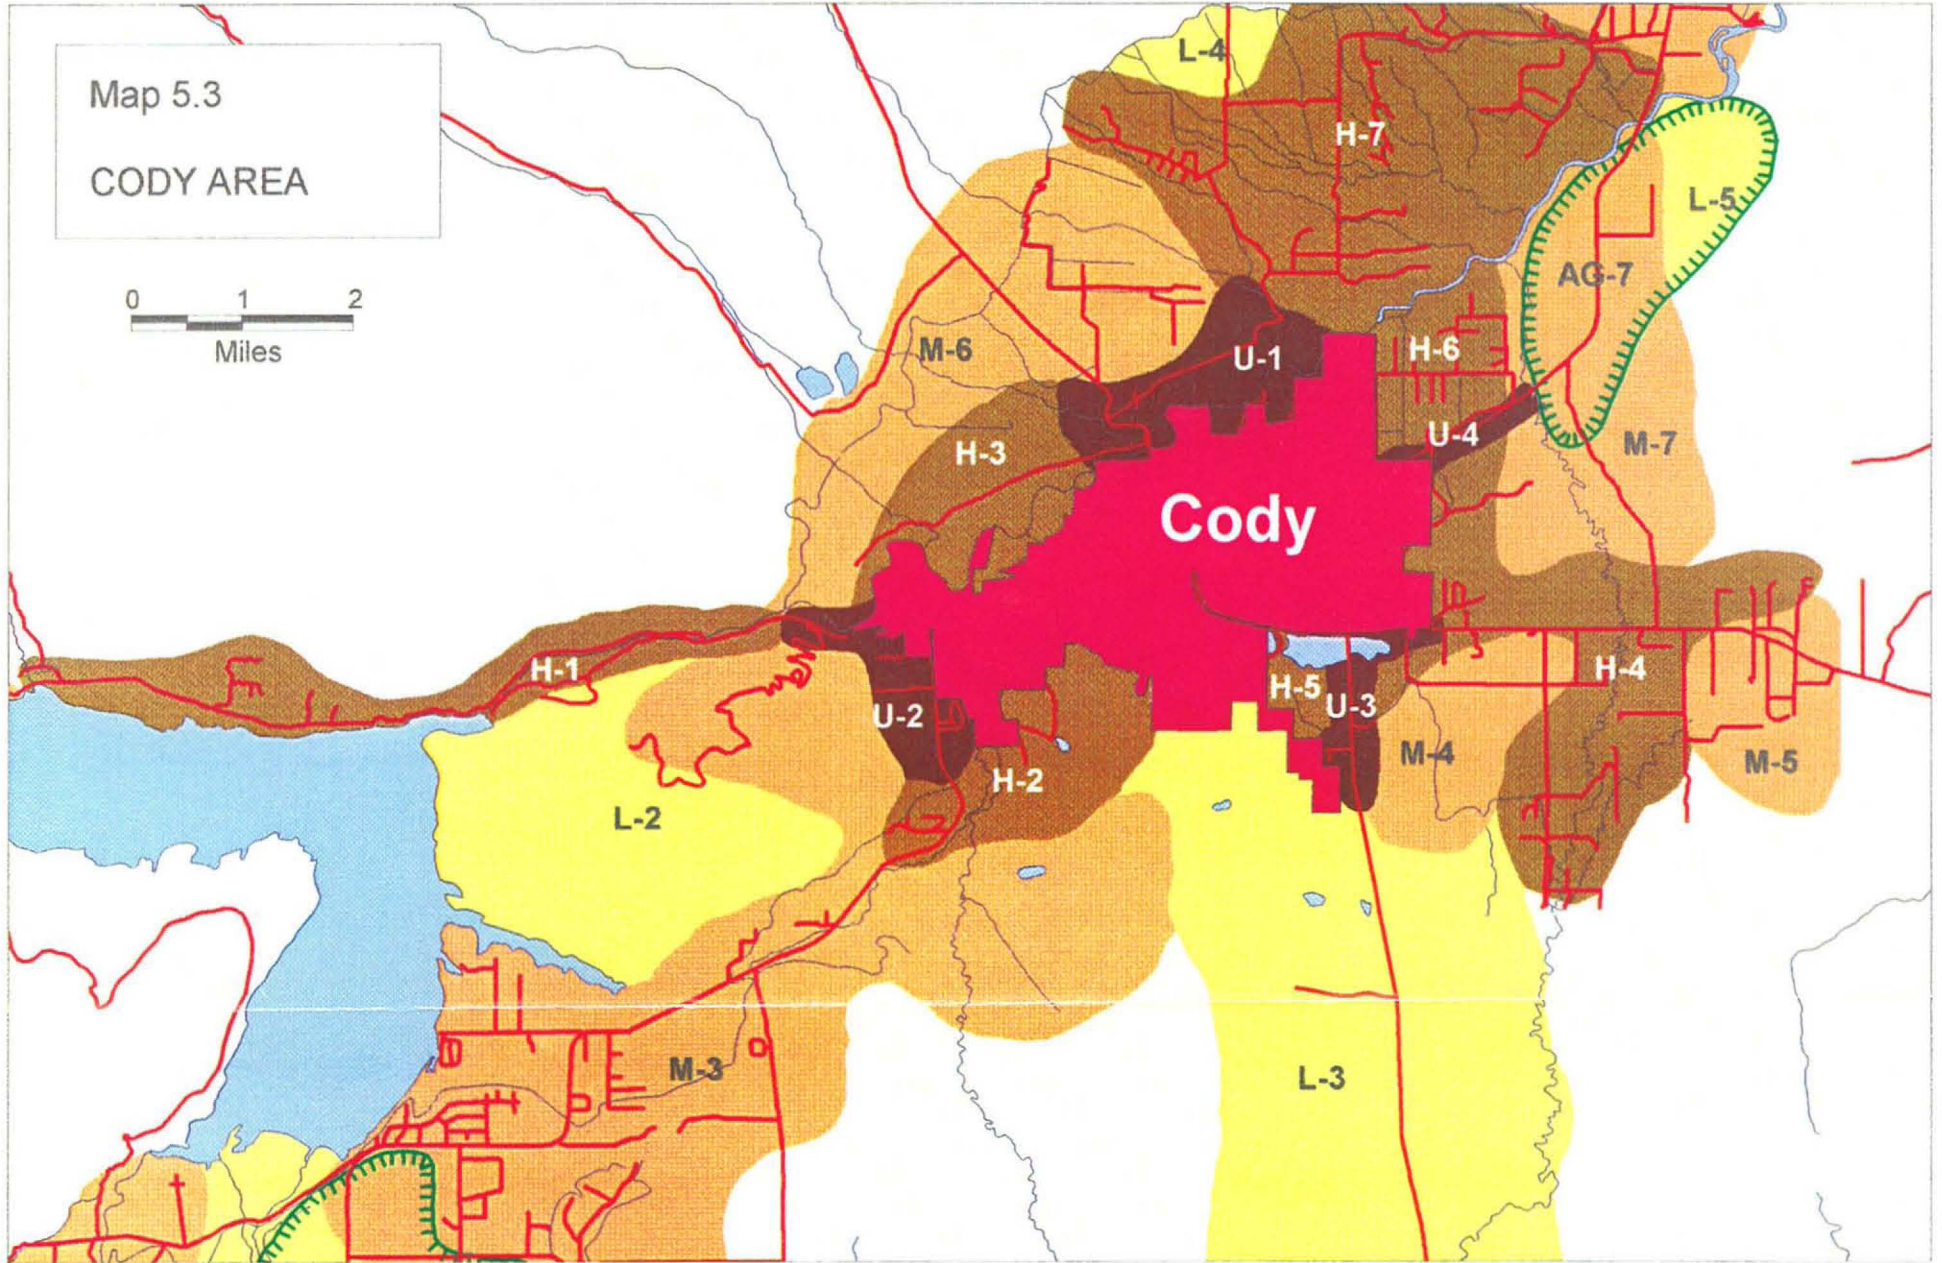 Map 5.3
CODY AREA
0 1 2
Miles
L-4
H-7
L-5
AG-7
M-6
U-1
H-6
H-3
U-4
M-7
Cody
H-1
H-4
H-5
U-3
U-2
M-4
M-5
H-2
L-2
M-3
L-3